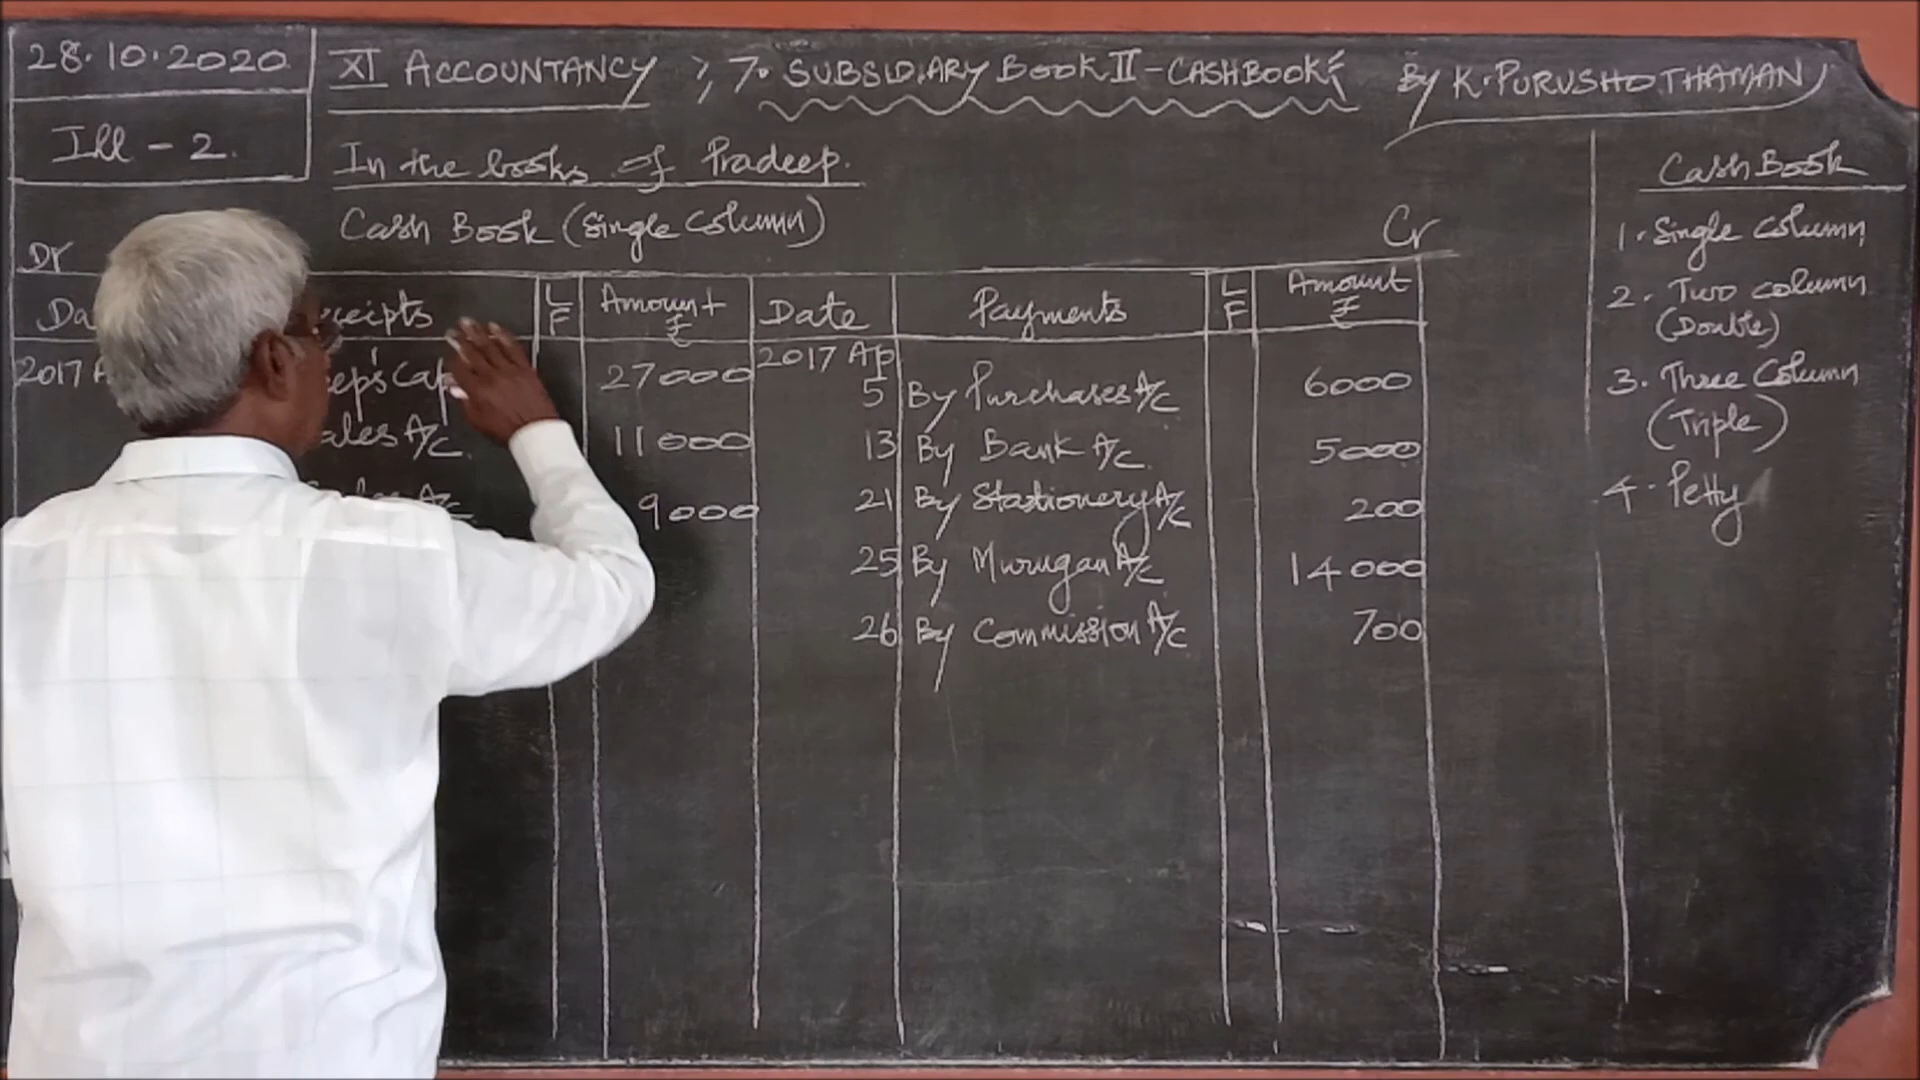 28.10.2020
XI ACCOUNTANCY ; 7. SUBSIDIARY BOOK II - CASHBOOK By K. PURUSHOTHAMAN
Ill - 2.
In the books of Pradeep.
Cash Book (Single Column)
Dr Cr
LF Amount ₹ Date Payments LF Amount ₹
2017 27000 2017 Ap 5 By Purchases A/c 6000
A/c 11000 13 By Bank A/c 5000
9000 21 By Stationery A/c 200
25 By Murugan A/c 14000
26 By Commission A/c 700
Cash Book
1. Single Column
2. Two column
(Double)
3. Three Column
(Triple)
4. Petty